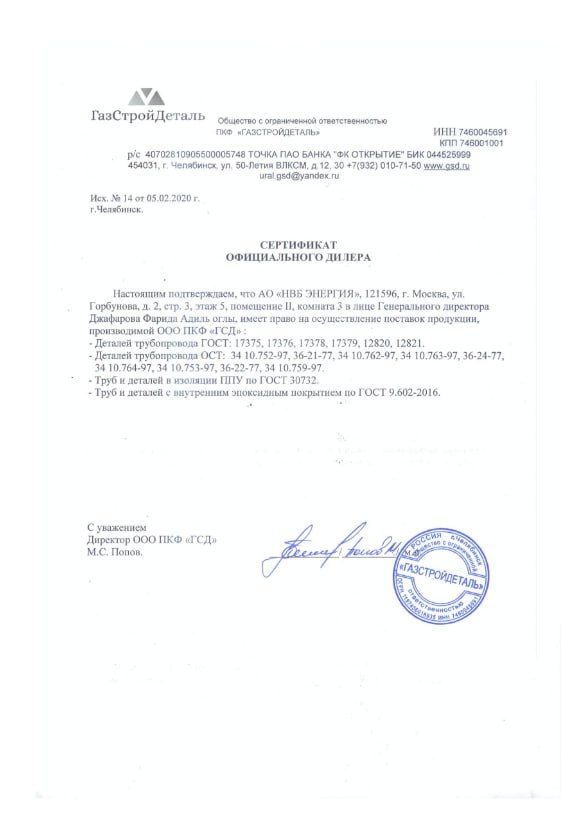 ГазСтройДеталь
Общество с ограниченной ответственностью
ПКФ «ГАЗСТРОЙДЕТАЛЬ»
ИНН 7460045691
КПП 746001001
р/с 40702810905500005748 ТОЧКА ПАО БАНКА "ФК ОТКРЫТИЕ" БИК 044525999
454031, г. Челябинск, ул. 50-Летия ВЛКСМ, д.12, 30 +7(932) 010-71-50 www.gsd.ru
ural.gsd@yandex.ru
Исх. № 14 от 05.02.2020 г.
г.Челябинск.
СЕРТИФИКАТ
ОФИЦИАЛЬНОГО ДИЛЕРА
Настоящим подтверждаем, что АО «НВБ ЭНЕРГИЯ», 121596, г. Москва, ул.
Горбунова, д. 2, стр. 3, этаж 5, помещение II, комната 3 в лице Генерального директора
Джафарова Фарида Адиль оглы, имеет право на осуществление поставок продукции,
производимой ООО ПКФ «ГСД» :
- Деталей трубопровода ГОСТ: 17375, 17376, 17378, 17379, 12820, 12821.
- Деталей трубопровода ОСТ: 34 10.752-97, 36-21-77, 34 10.762-97, 34 10.763-97, 36-24-77,
34 10.764-97, 34 10.753-97, 36-22-77, 34 10.759-97.
- Труб и деталей в изоляции ППУ по ГОСТ 30732.
- Труб и деталей с внутренним эпоксидным покрытием по ГОСТ 9.602-2016.
С уважением
Директор ООО ПКФ «ГСД»
М.С. Попов.
РОССИЯ г.Челябинск
Общество с ограниченной
«ГАЗСТРОЙДЕТАЛЬ»
ответственностью